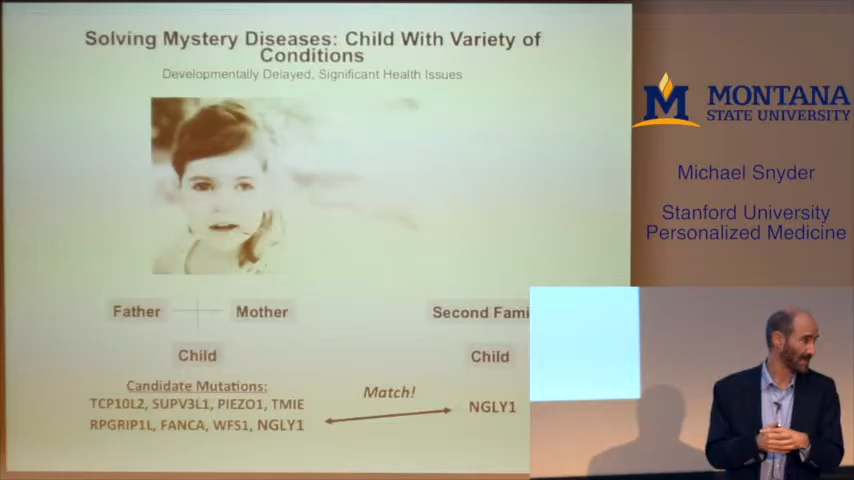 Solving Mystery Diseases: Child With Variety of
Conditions
Developmentally Delayed, Significant Health Issues
Father
Mother
Second Fami
Child
Child
Candidate Mutations:
TCP10L2, SUPV3L1, PIEZO1, TMIE
RPGRIP1L, FANCA, WFS1, NGLY1
Match!
NGLY1
M
MONTANA
STATE UNIVERSITY
Michael Snyder
Stanford University
Personalized Medicine